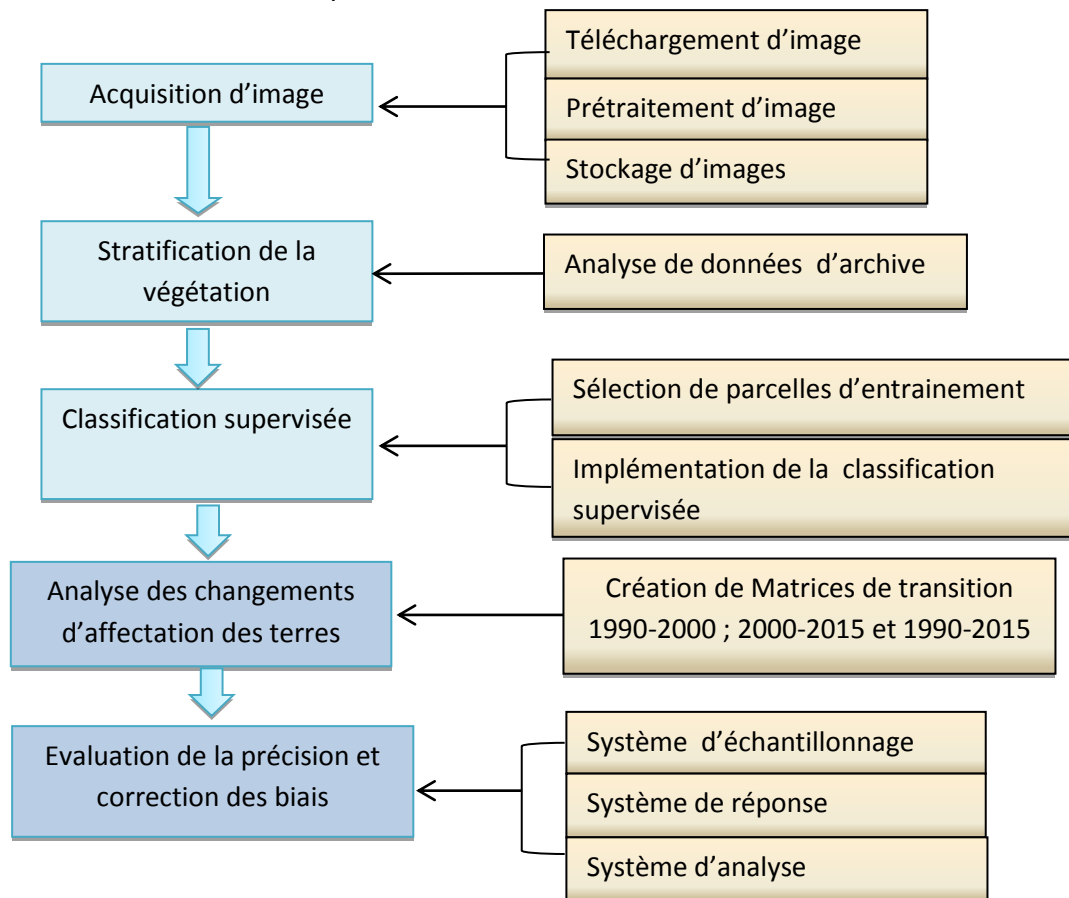 Téléchargement d’image
Acquisition d’image
Prétraitement d’image
Stockage d’images
Stratification de la
végétation
Analyse de données d’archive
Classification supervisée
Sélection de parcelles d’entrainement
Implémentation de la classification
supervisée
Analyse des changements
d’affectation des terres
Création de Matrices de transition
1990-2000 ; 2000-2015 et 1990-2015
Evaluation de la précision et
correction des biais
Système d’échantillonnage
Système de réponse
Système d’analyse